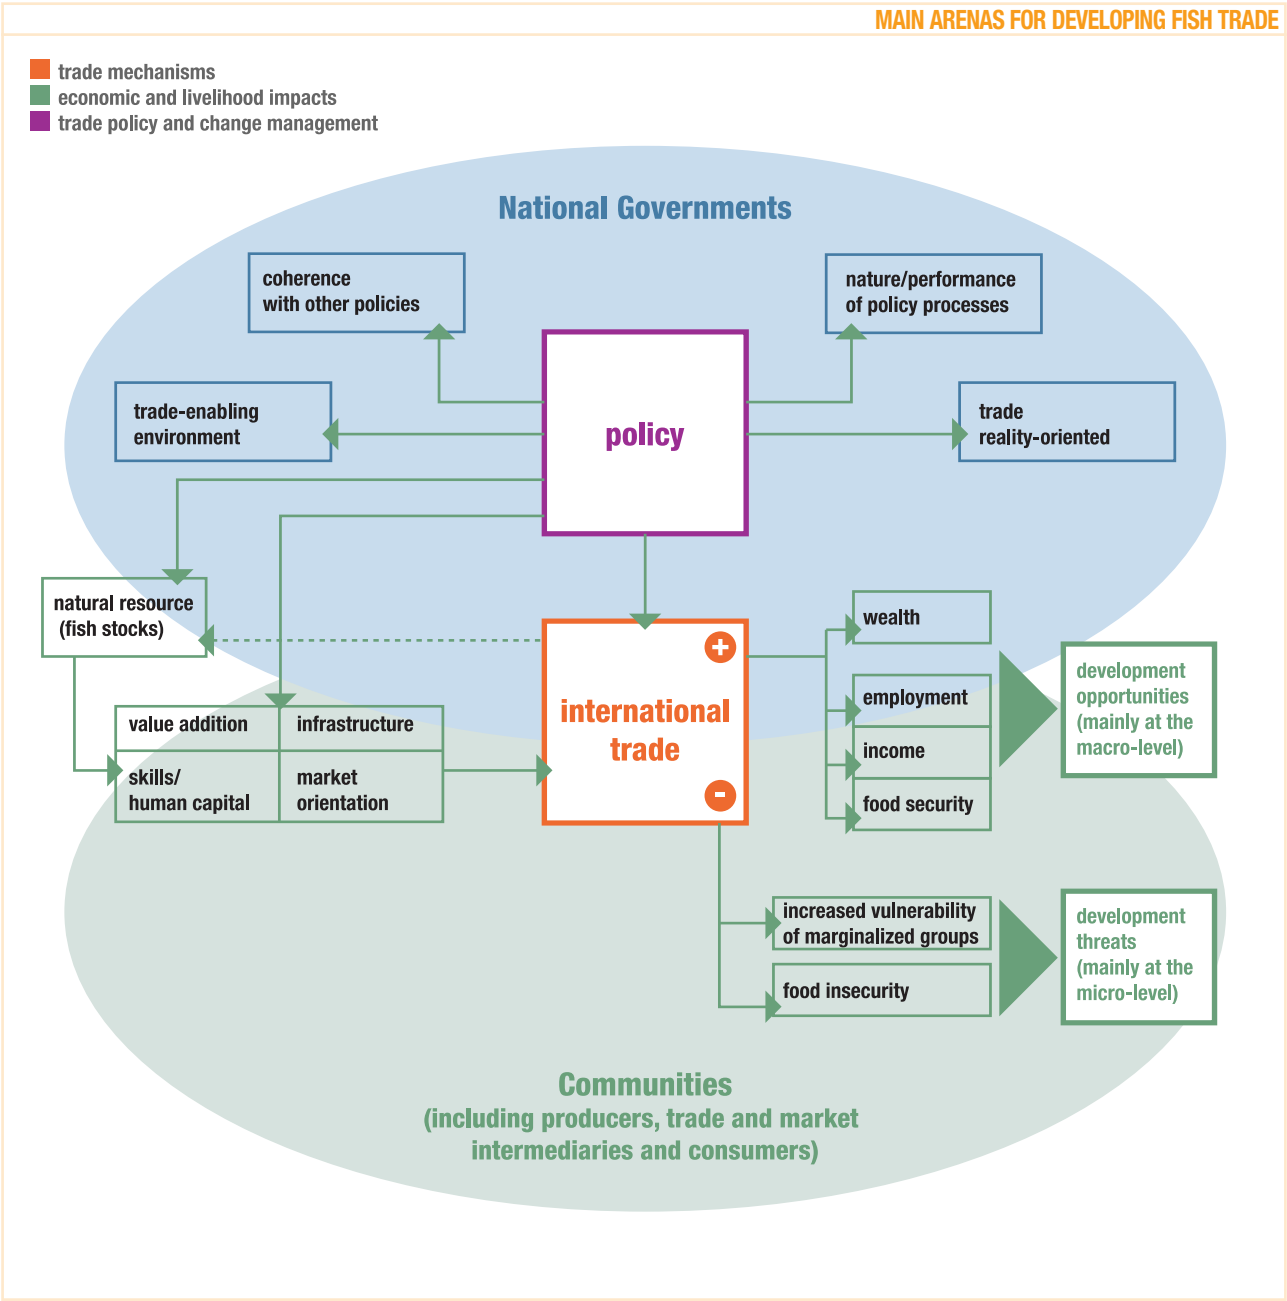 MAIN ARENAS FOR DEVELOPING FISH TRADE
trade mechanisms
economic and livelihood impacts
trade policy and change management
National Governments
coherence
with other policies
nature/performance
of policy processes
trade-enabling
environment
policy
trade
reality-oriented
natural resource
(fish stocks)
value addition
infrastructure
skills/
human capital
market
orientation
+
international
trade
-
wealth
employment
income
food security
development
opportunities
(mainly at the
macro-level)
increased vulnerability
of marginalized groups
food insecurity
development
threats
(mainly at the
micro-level)
Communities
(including producers, trade and market
intermediaries and consumers)